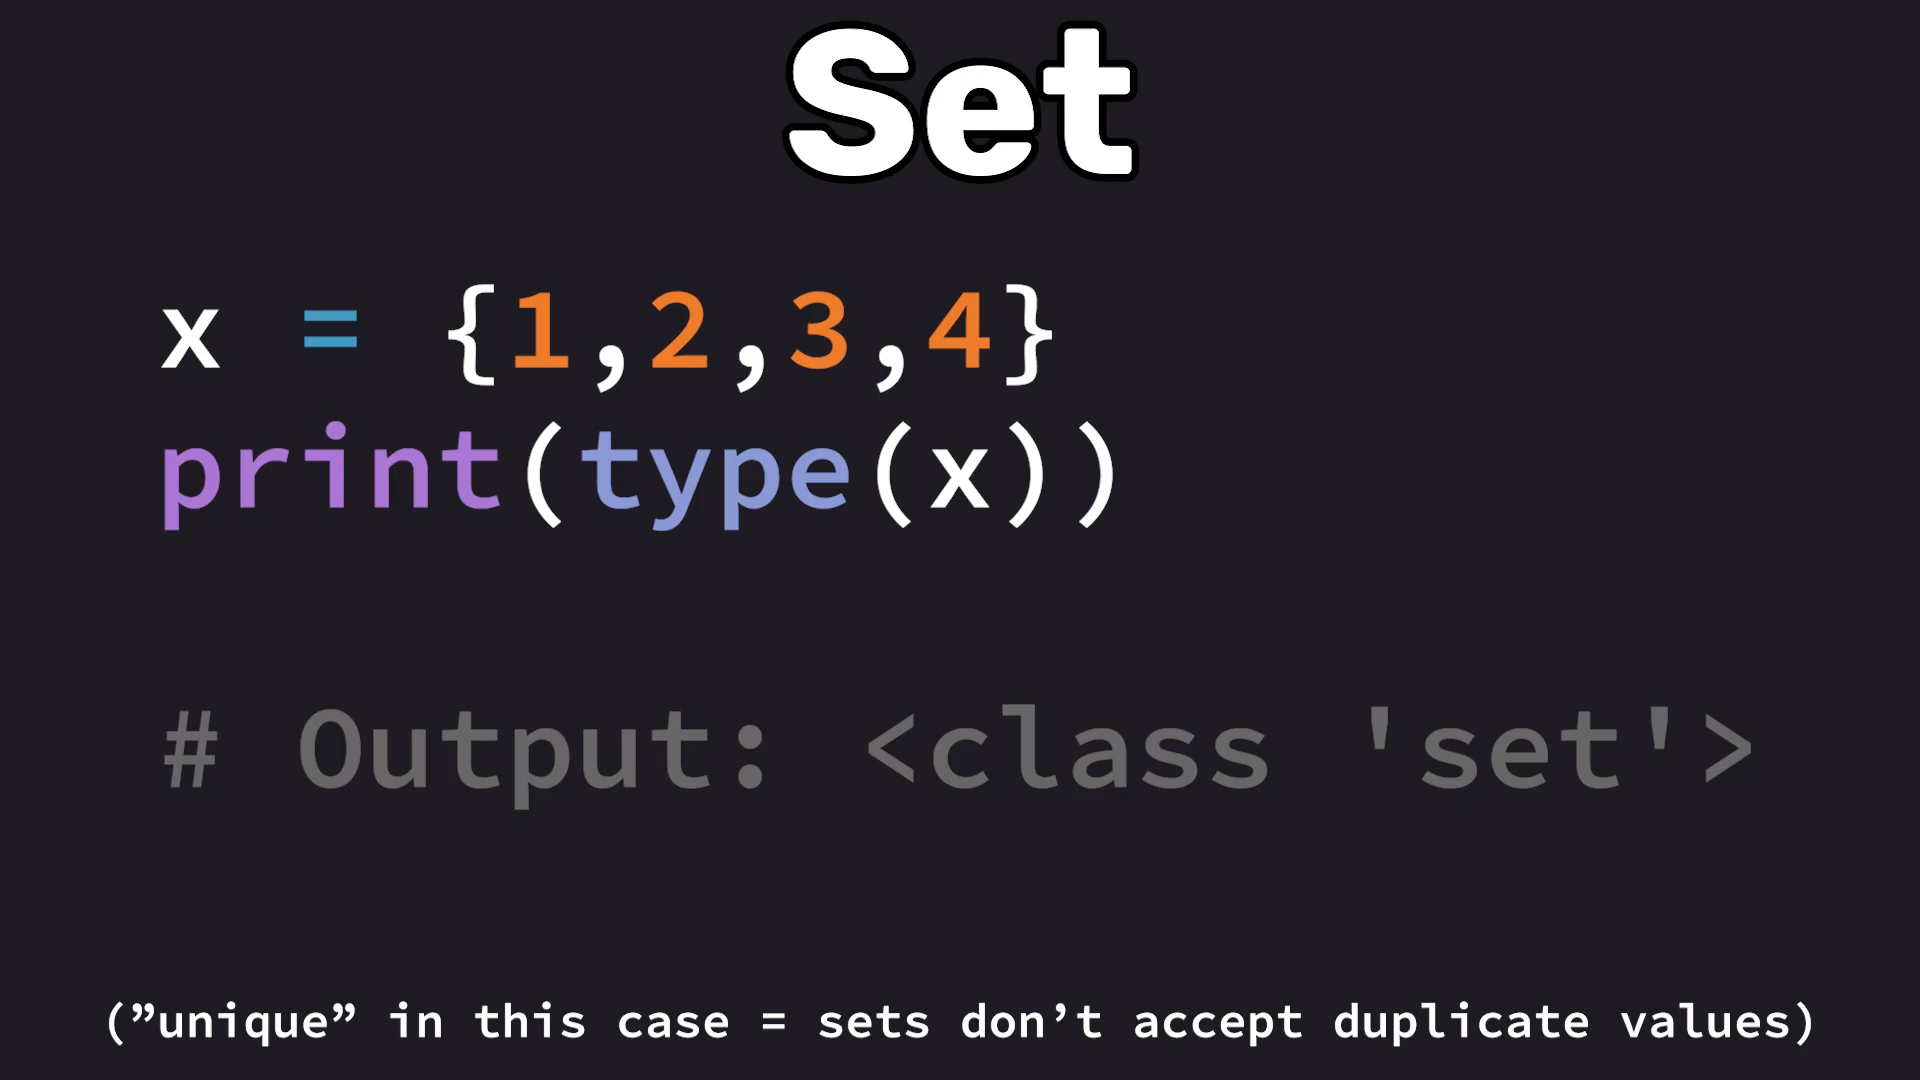 Set
x = {1,2,3,4}
print(type(x))
# Output: <class 'set'>
(”unique” in this case = sets don’t accept duplicate values)